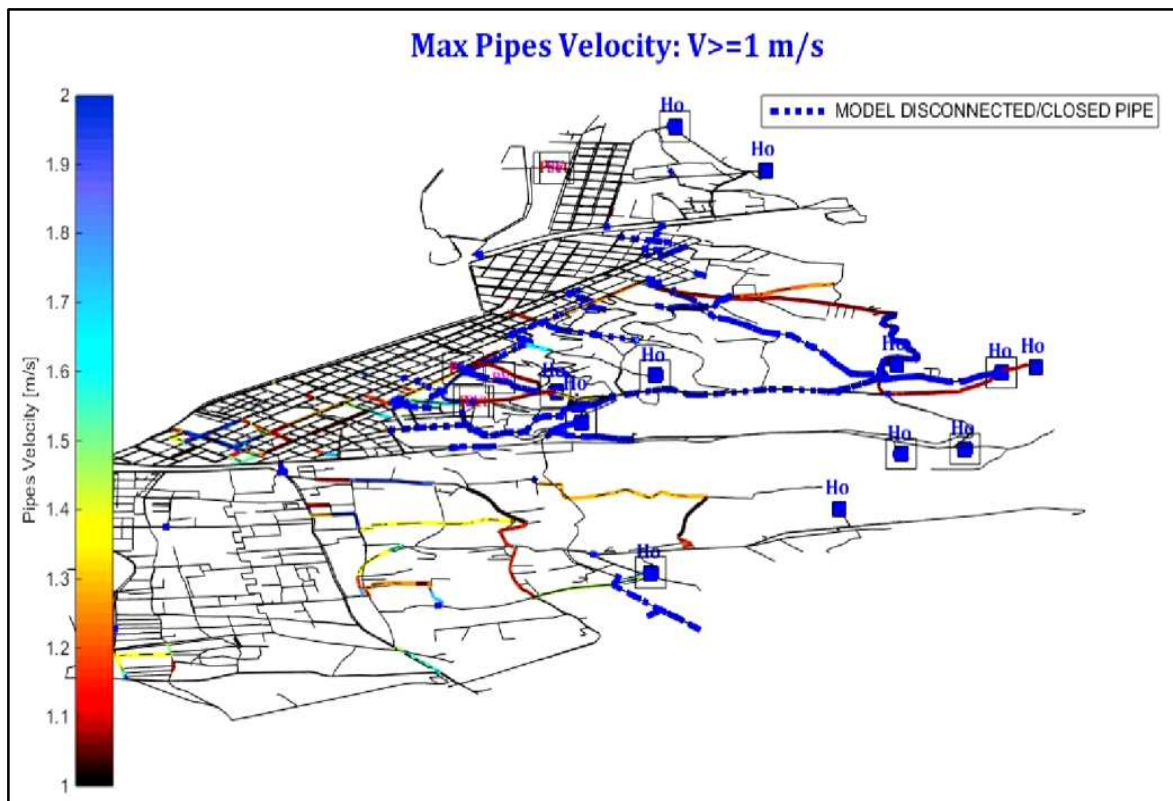 Max Pipes Velocity: V>=1 m/s
MODEL DISCONNECTED/CLOSED PIPE
Pipes Velocity [m/s]
2
1.9
1.8
1.7
1.6
1.5
1.4
1.3
1.2
1.1
1
Ho
Ho
Ho
Ho
Ho
Ho
Ho
Ho
Ho
Ho
Ho
Ho